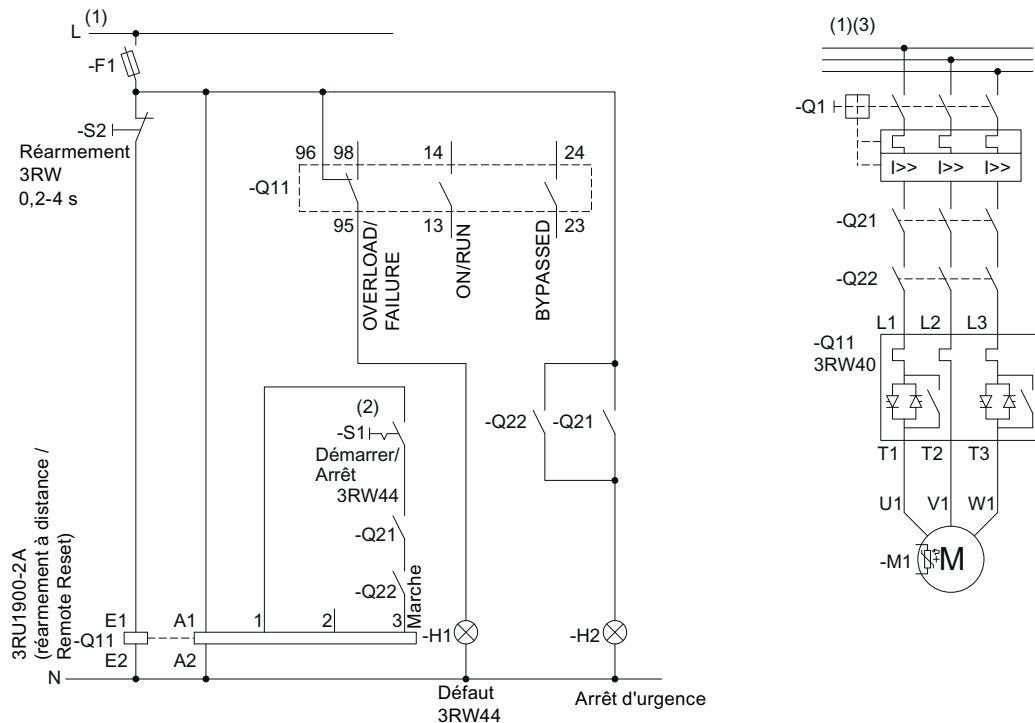 (1)
L
-F1
-S2
Réarmement
3RW
0,2-4 s
96 98 14 24
-Q11
95 13 23
OVERLOAD/
FAILURE
ON/RUN
BYPASSED
(2)
-S1
Démarrer/
Arrêt
3RW44
-Q21
-Q22
Marche
-Q22 -Q21
3RU1900-2A
(réarmement à distance /
Remote Reset)
E1 A1 1 2 3
-Q11
-H1
-H2
E2 A2
N
Défaut
3RW44
Arrêt d'urgence
(1)(3)
-Q1
I>> I>> I>>
-Q21
-Q22
L1 L2 L3
-Q11
3RW40
T1 T2 T3
U1 V1 W1
-M1
M